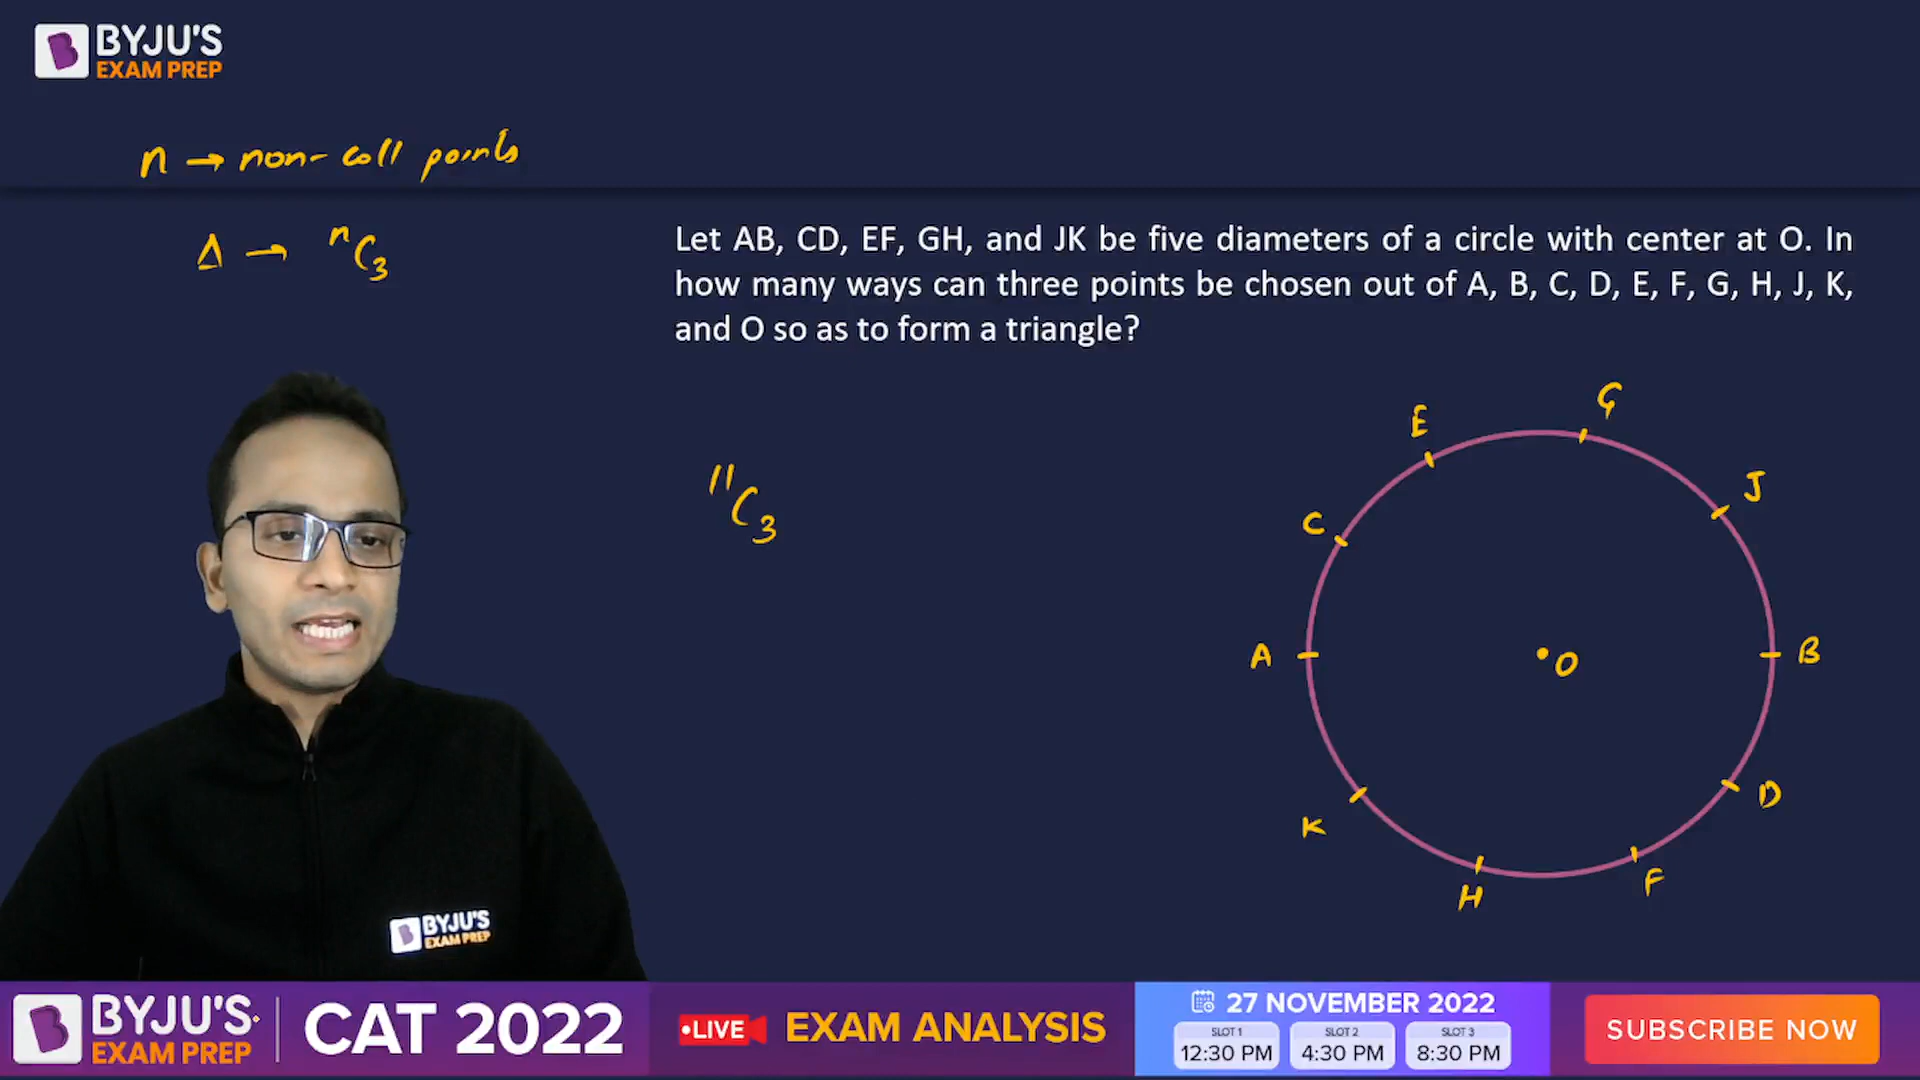 BYJU'S
EXAM PREP
n → non-coll points
Δ → ⁿC₃
Let AB, CD, EF, GH, and JK be five diameters of a circle with center at O. In
how many ways can three points be chosen out of A, B, C, D, E, F, G, H, J, K,
and O so as to form a triangle?
¹¹C₃
G
E
J
C
A
O
B
K
D
H
F
BYJU'S
EXAM PREP
BYJU'S
EXAM PREP
CAT 2022
•LIVE
EXAM ANALYSIS
27 NOVEMBER 2022
SLOT 1
12:30 PM
SLOT 2
4:30 PM
SLOT 3
8:30 PM
SUBSCRIBE NOW